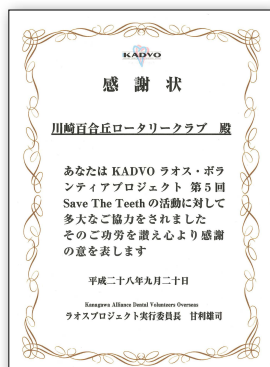 KADVO
感謝状
川崎百合丘ロータリークラブ 殿
あなたは KADVO ラオス・ボラ
ンティアプロジェクト 第5回
Save The Teeth の活動に対して
多大なご協力をされました
そのご功労を讃え心より感謝
の意を表します
平成二十八年九月二十日
Kanagawa Alliance Dental Volunteers Overseas
ラオスプロジェクト実行委員長 甘利雄司